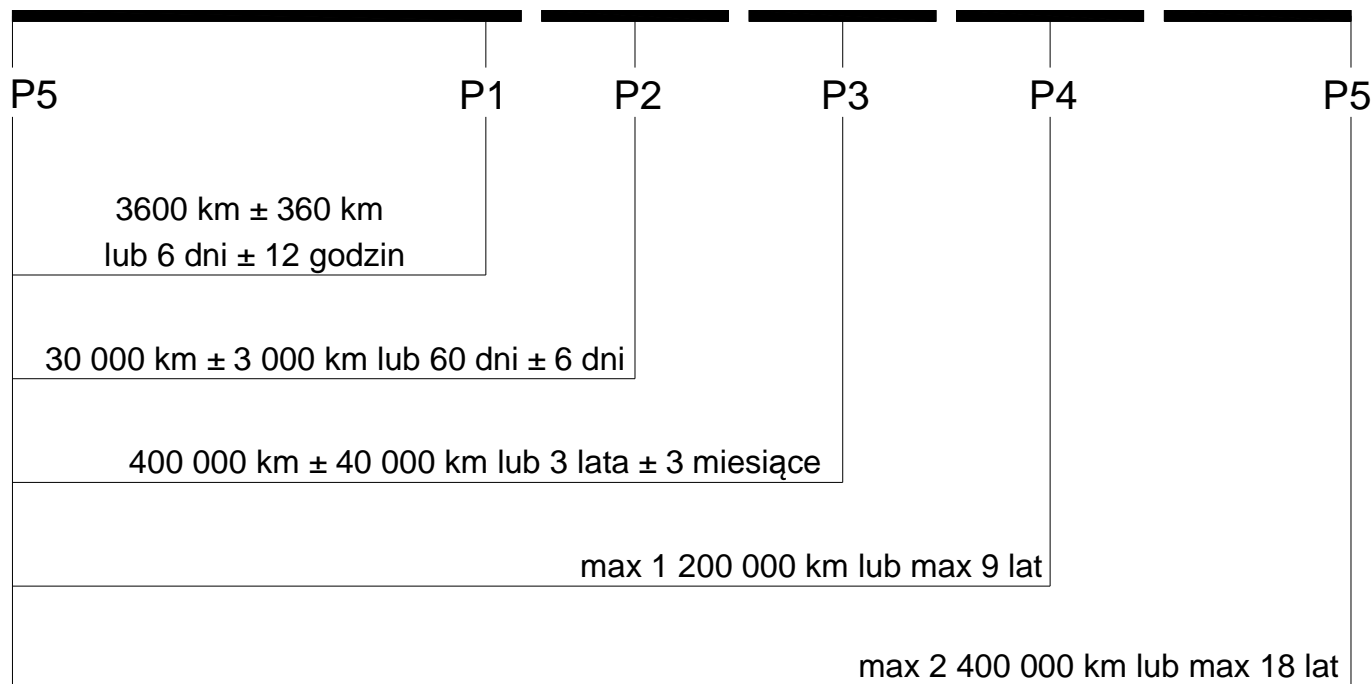 P5 P1 P2 P3 P4 P5
3600 km ± 360 km
lub 6 dni ± 12 godzin
30 000 km ± 3 000 km lub 60 dni ± 6 dni
400 000 km ± 40 000 km lub 3 lata ± 3 miesiące
max 1 200 000 km lub max 9 lat
max 2 400 000 km lub max 18 lat